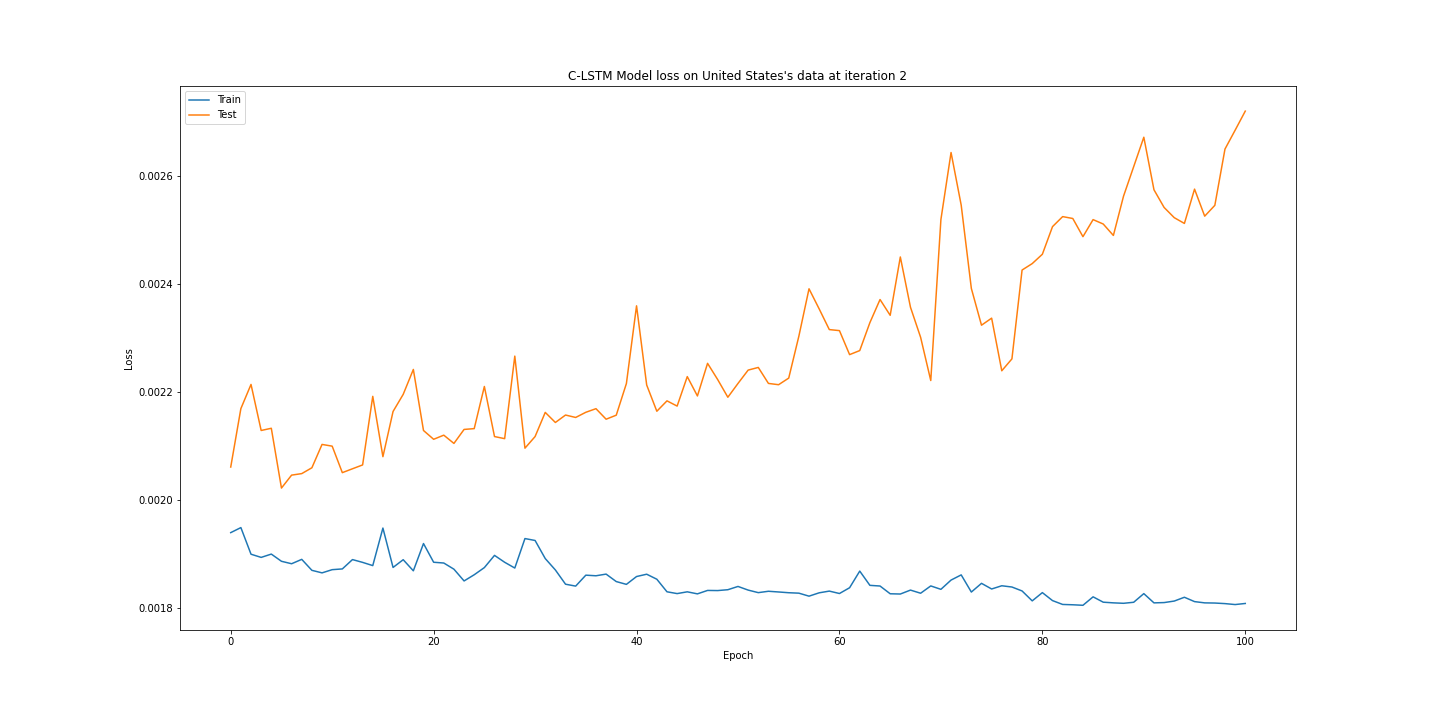 C-LSTM Model loss on United States's data at iteration 2
Train
Test
0.0026
0.0024
0.0022
0.0020
0.0018
Loss
0 20 40 60 80 100
Epoch